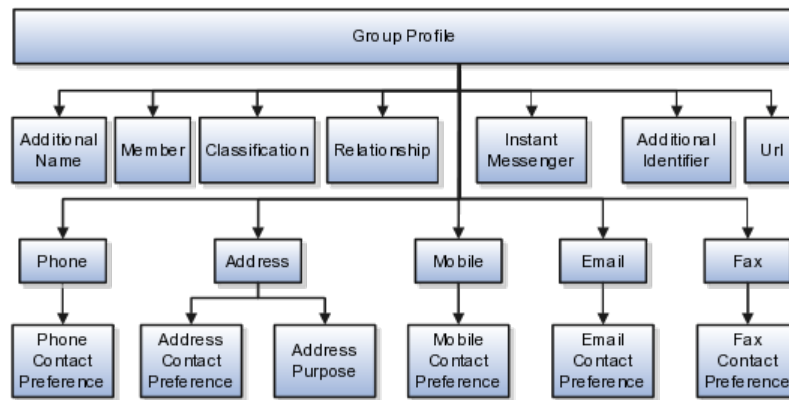 Group Profile
Additional
Name
Member
Classification
Relationship
Instant
Messenger
Additional
Identifier
Url
Phone
Address
Mobile
Email
Fax
Phone
Contact
Preference
Address
Contact
Preference
Address
Purpose
Mobile
Contact
Preference
Email
Contact
Preference
Fax
Contact
Preference